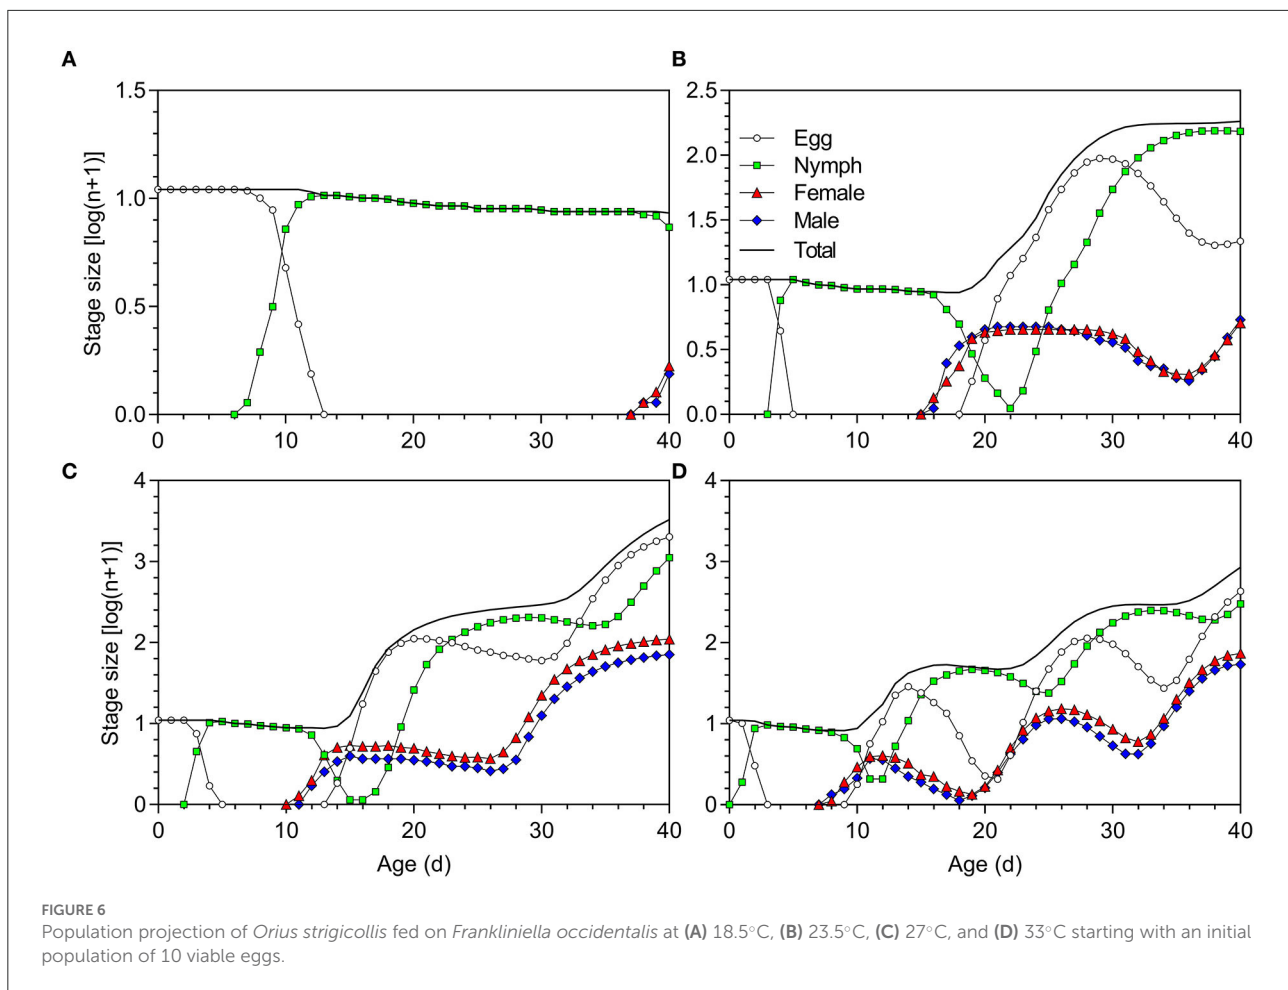 A
B
1.5
1.0
0.5
0.0
Stage size [log(n+1)]
0
10
20
30
40
2.5
2.0
1.5
1.0
0.5
0.0
Egg
Nymph
Female
Male
Total
0
10
20
30
40
C
D
4
3
2
1
0
Stage size [log(n+1)]
0
10
20
30
40
Age (d)
4
3
2
1
0
0
10
20
30
40
Age (d)
FIGURE 6
Population projection of Orius strigicollis fed on Frankliniella occidentalis at (A) 18.5°C, (B) 23.5°C, (C) 27°C, and (D) 33°C starting with an initial
population of 10 viable eggs.